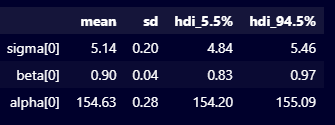 mean sd hdi_5.5% hdi_94.5%
sigma[0] 5.14 0.20 4.84 5.46
beta[0] 0.90 0.04 0.83 0.97
alpha[0] 154.63 0.28 154.20 155.09